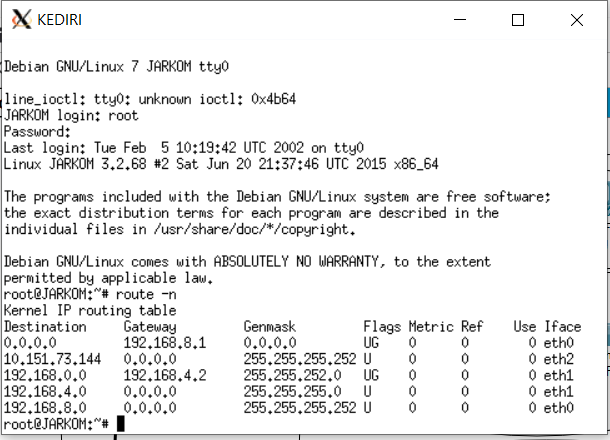 KEDIRI
Debian GNU/Linux 7 JARKOM tty0
line_ioctl: tty0: unknown ioctl: 0x4b64
JARKOM login: root
Password:
Last login: Tue Feb  5 10:19:42 UTC 2002 on tty0
Linux JARKOM 3.2.68 #2 Sat Jun 20 21:37:46 UTC 2015 x86_64
The programs included with the Debian GNU/Linux system are free software;
the exact distribution terms for each program are described in the
individual files in /usr/share/doc/*/copyright.
Debian GNU/Linux comes with ABSOLUTELY NO WARRANTY, to the extent
permitted by applicable law.
root@JARKOM:~# route -n
Kernel IP routing table
Destination     Gateway         Genmask         Flags Metric Ref    Use Iface
0.0.0.0         192.168.8.1     0.0.0.0         UG    0      0        0 eth0
10.151.73.144   0.0.0.0         255.255.255.252 U     0      0        0 eth2
192.168.0.0     192.168.4.2     255.255.252.0   UG    0      0        0 eth1
192.168.4.0     0.0.0.0         255.255.255.0   U     0      0        0 eth1
192.168.8.0     0.0.0.0         255.255.255.252 U     0      0        0 eth0
root@JARKOM:~#